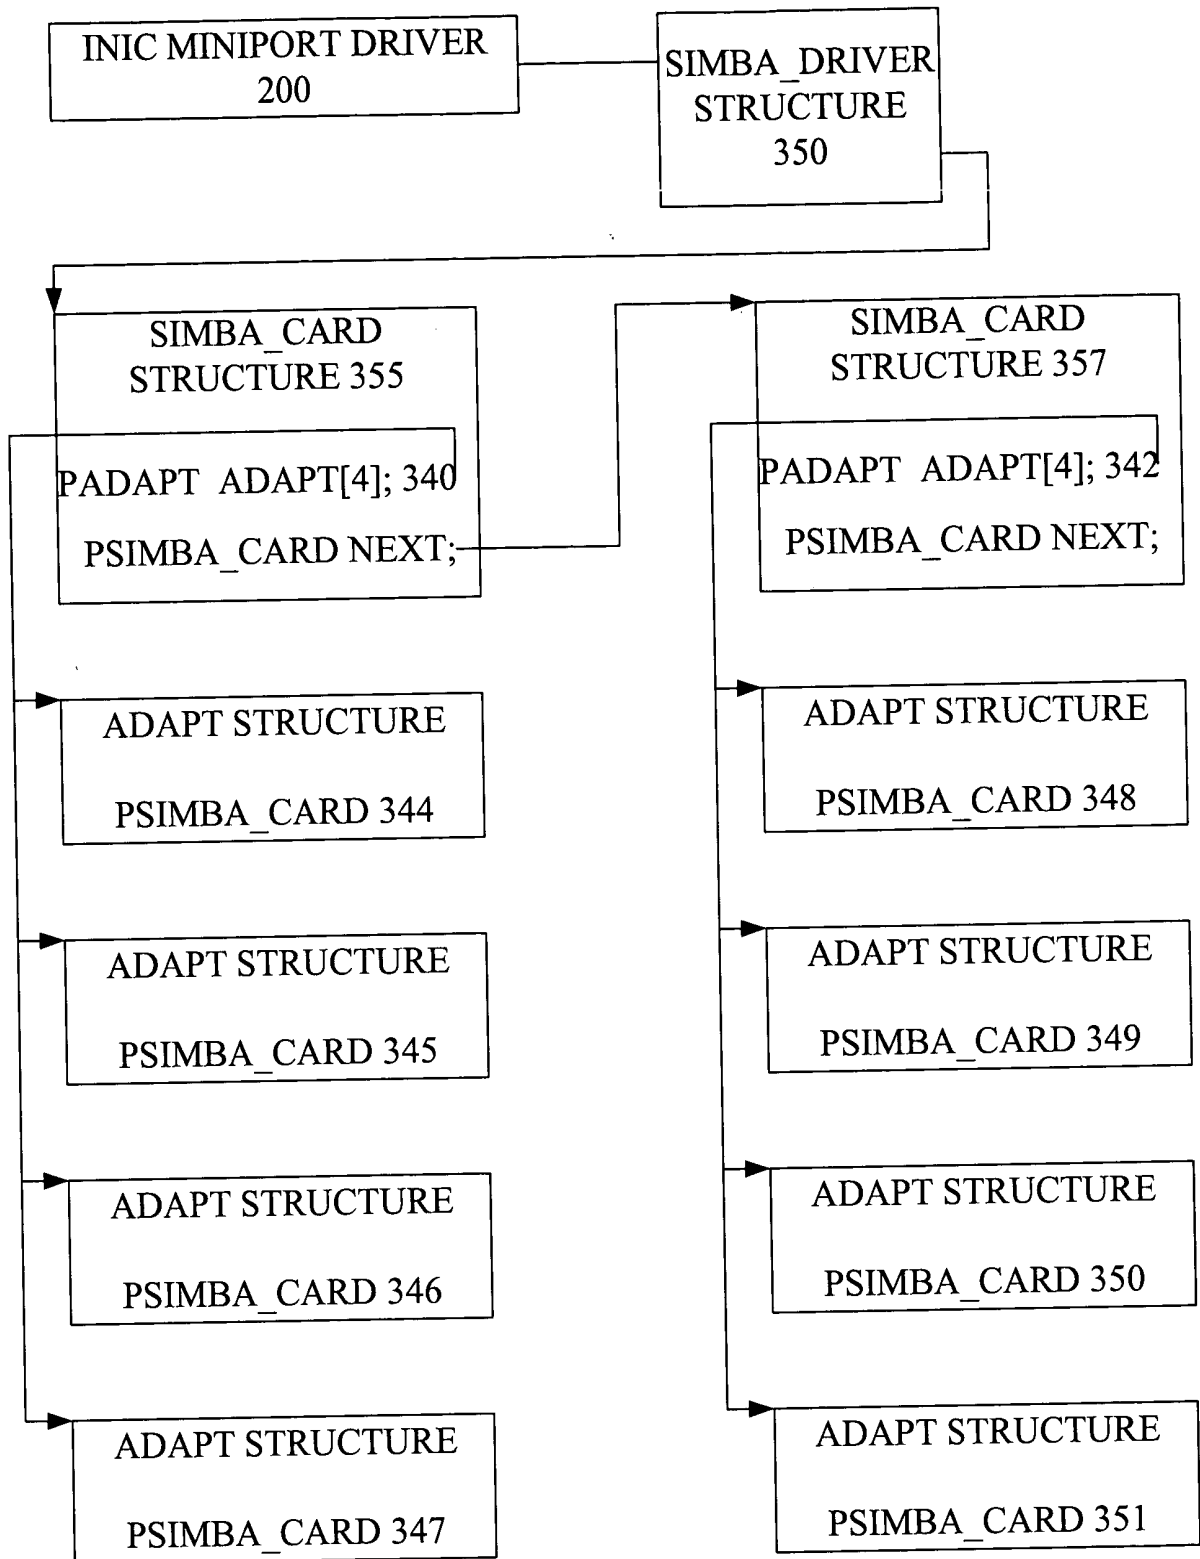 INIC MINIPORT DRIVER
200
SIMBA_DRIVER
STRUCTURE
350
SIMBA_CARD
STRUCTURE 355
PADAPT ADAPT[4]; 340
PSIMBA_CARD NEXT;
SIMBA_CARD
STRUCTURE 357
PADAPT ADAPT[4]; 342
PSIMBA_CARD NEXT;
ADAPT STRUCTURE
PSIMBA_CARD 344
ADAPT STRUCTURE
PSIMBA_CARD 345
ADAPT STRUCTURE
PSIMBA_CARD 346
ADAPT STRUCTURE
PSIMBA_CARD 347
ADAPT STRUCTURE
PSIMBA_CARD 348
ADAPT STRUCTURE
PSIMBA_CARD 349
ADAPT STRUCTURE
PSIMBA_CARD 350
ADAPT STRUCTURE
PSIMBA_CARD 351